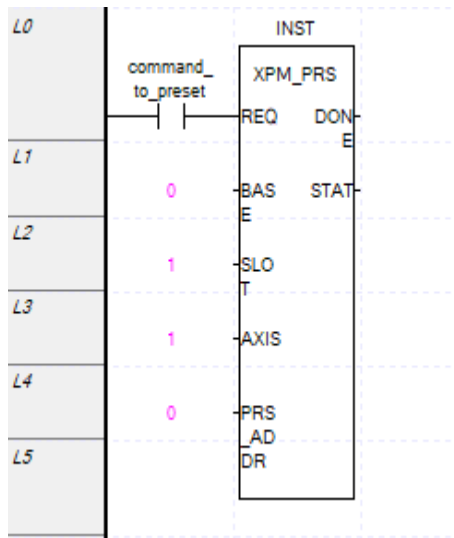 L0
INST
command_
to_preset
XPM_PRS
REQ DON
E
L1
0 BAS STAT
E
L2
1 SLO
T
L3
1 AXIS
L4
0 PRS
_AD
L5 DR